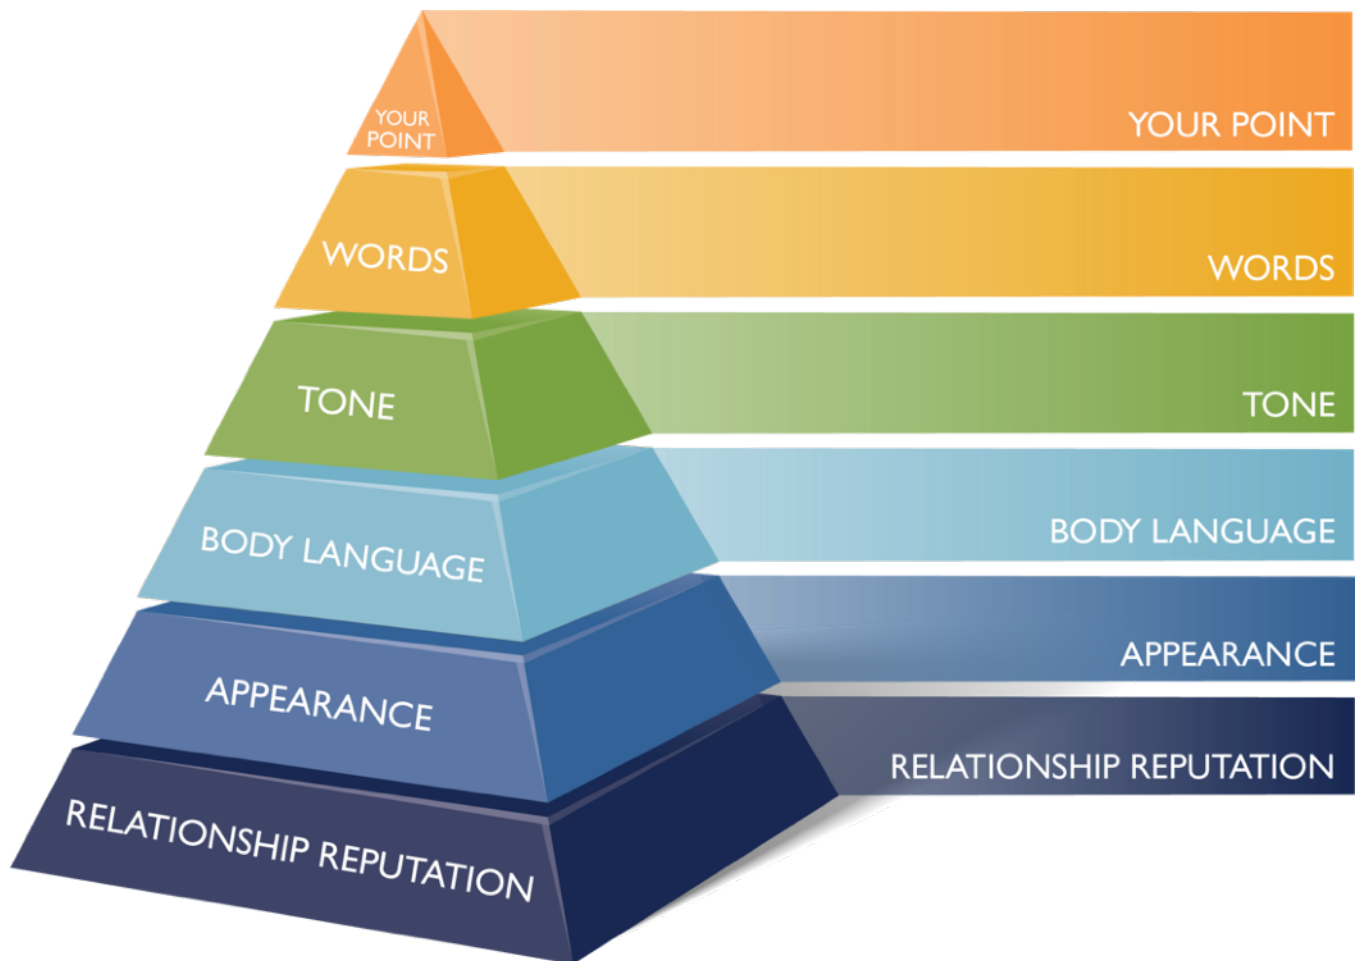 YOUR
POINT
YOUR POINT
WORDS
WORDS
TONE
TONE
BODY LANGUAGE
BODY LANGUAGE
APPEARANCE
APPEARANCE
RELATIONSHIP REPUTATION
RELATIONSHIP REPUTATION